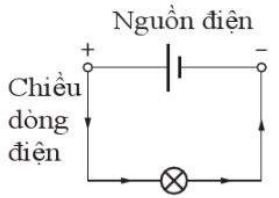 Nguồn điện
+ −
Chiều
dòng
điện